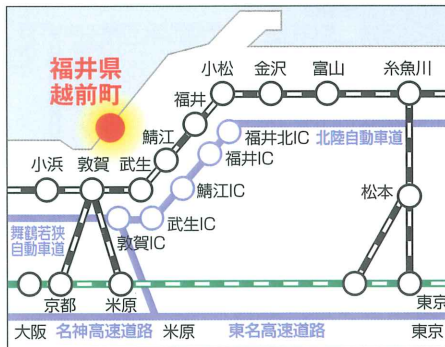 福井県
越前町
小松
金沢
富山
糸魚川
福井
鯖江
武生
敦賀
小浜
福井北IC
北陸自動車道
福井IC
鯖江IC
武生IC
敦賀IC
舞鶴若狭
自動車道
松本
京都
米原
東京
大阪
名神高速道路
米原
東名高速道路
東京